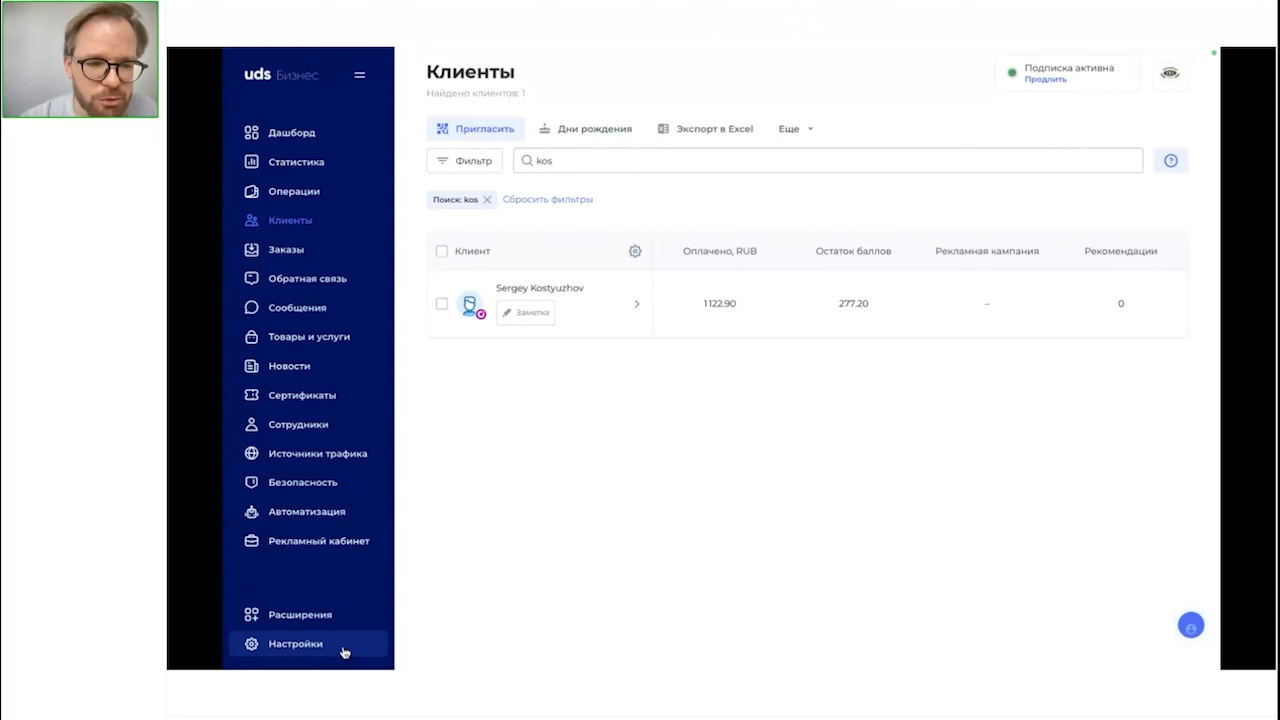 uds Бизнес
Дашборд
Статистика
Операции
Клиенты
Заказы
Обратная связь
Сообщения
Товары и услуги
Новости
Сертификаты
Сотрудники
Источники трафика
Безопасность
Автоматизация
Рекламный кабинет
Расширения
Настройки
Клиенты
Найдено клиентов: 1
Подписка активна
Продлить
Пригласить Дни рождения Экспорт в Excel Еще
Фильтр kos
Поиск: kos Сбросить фильтры
Клиент Оплачено, RUB Остаток баллов Рекламная кампания Рекомендации
Sergey Kostyuzhov
Заметка
1122.90 277.20 – 0